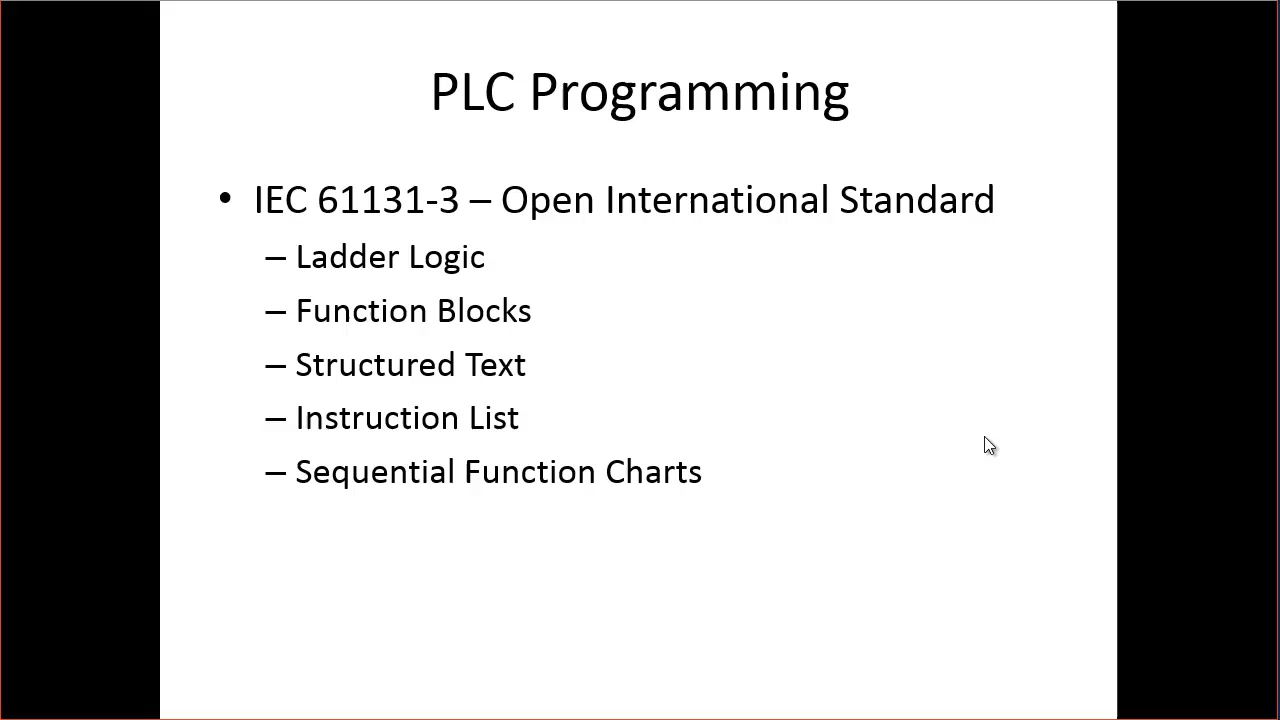 PLC Programming
• IEC 61131-3 – Open International Standard
– Ladder Logic
– Function Blocks
– Structured Text
– Instruction List
– Sequential Function Charts